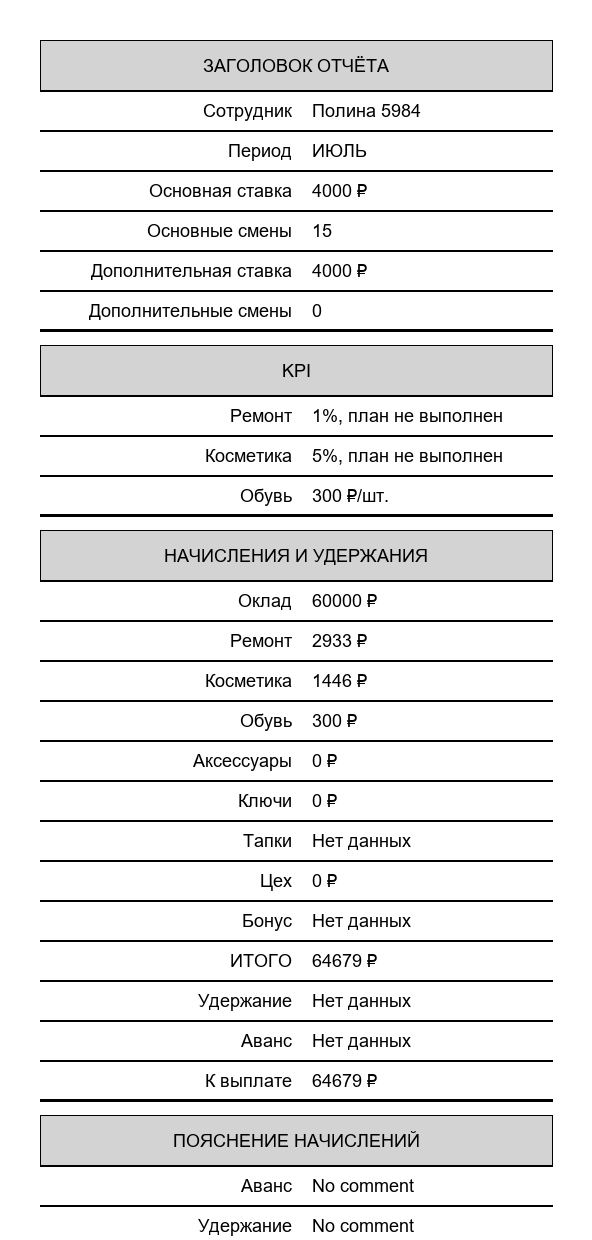 ЗАГОЛОВОК ОТЧЁТА
Сотрудник Полина 5984
Период ИЮЛЬ
Основная ставка 4000 ₽
Основные смены 15
Дополнительная ставка 4000 ₽
Дополнительные смены 0
KPI
Ремонт 1%, план не выполнен
Косметика 5%, план не выполнен
Обувь 300 ₽/шт.
НАЧИСЛЕНИЯ И УДЕРЖАНИЯ
Оклад 60000 ₽
Ремонт 2933 ₽
Косметика 1446 ₽
Обувь 300 ₽
Аксессуары 0 ₽
Ключи 0 ₽
Тапки Нет данных
Цех 0 ₽
Бонус Нет данных
ИТОГО 64679 ₽
Удержание Нет данных
Аванс Нет данных
К выплате 64679 ₽
ПОЯСНЕНИЕ НАЧИСЛЕНИЙ
Аванс No comment
Удержание No comment